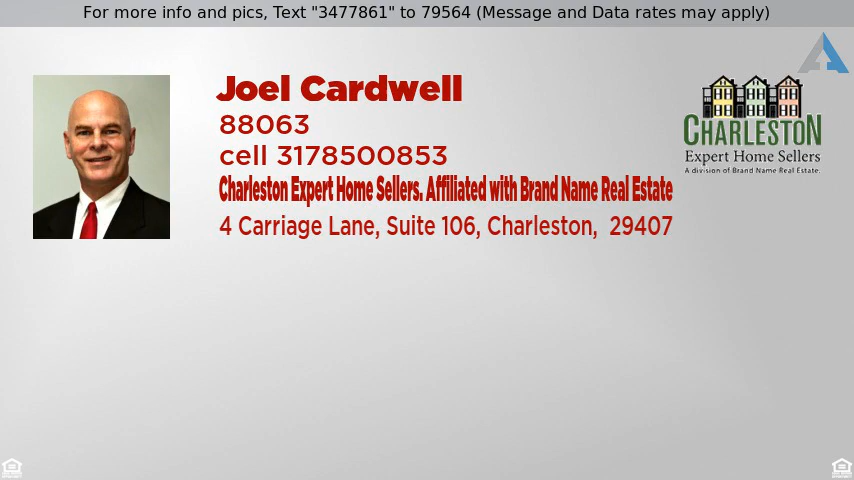 For more info and pics, Text "3477861" to 79564 (Message and Data rates may apply)
Joel Cardwell
88063
cell 3178500853
Charleston Expert Home Sellers. Affiliated with Brand Name Real Estate
4 Carriage Lane, Suite 106, Charleston, 29407
CHARLESTON
Expert Home Sellers
A division of Brand Name Real Estate.